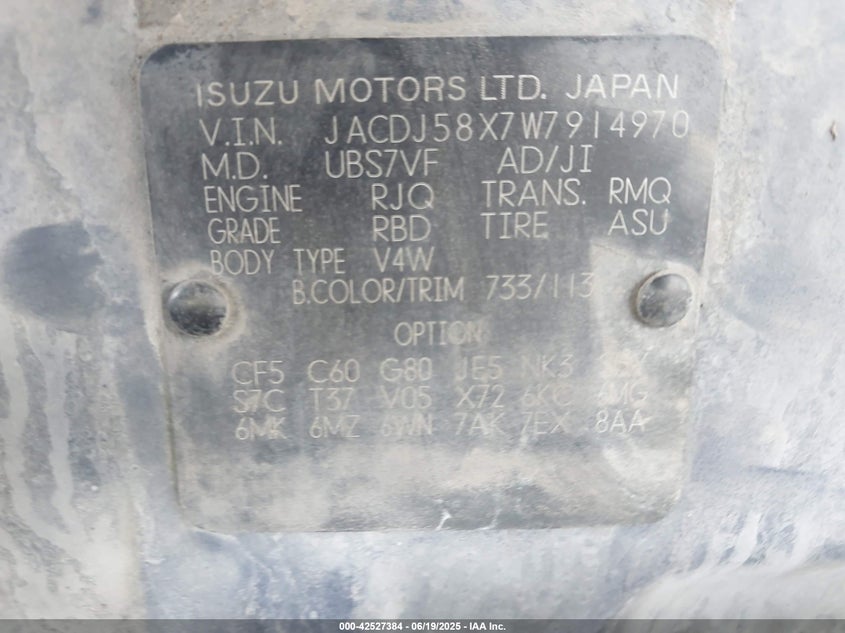 ISUZU MOTORS LTD. JAPAN
V.I.N. JACDJ58X7W7914970
M.D. UBS7VF AD/JI
ENGINE RJQ TRANS. RMQ
GRADE RBD TIRE ASU
BODY TYPE V4W
B.COLOR/TRIM 733/113
OPTION
CF5 C60 G80 JE5 NK3
S7C T37 V05 X72 6KC 6MG
6MK 6MZ 6WN 7AK 7EX 8AA
000-42527384 - 06/19/2025 - IAA Inc.